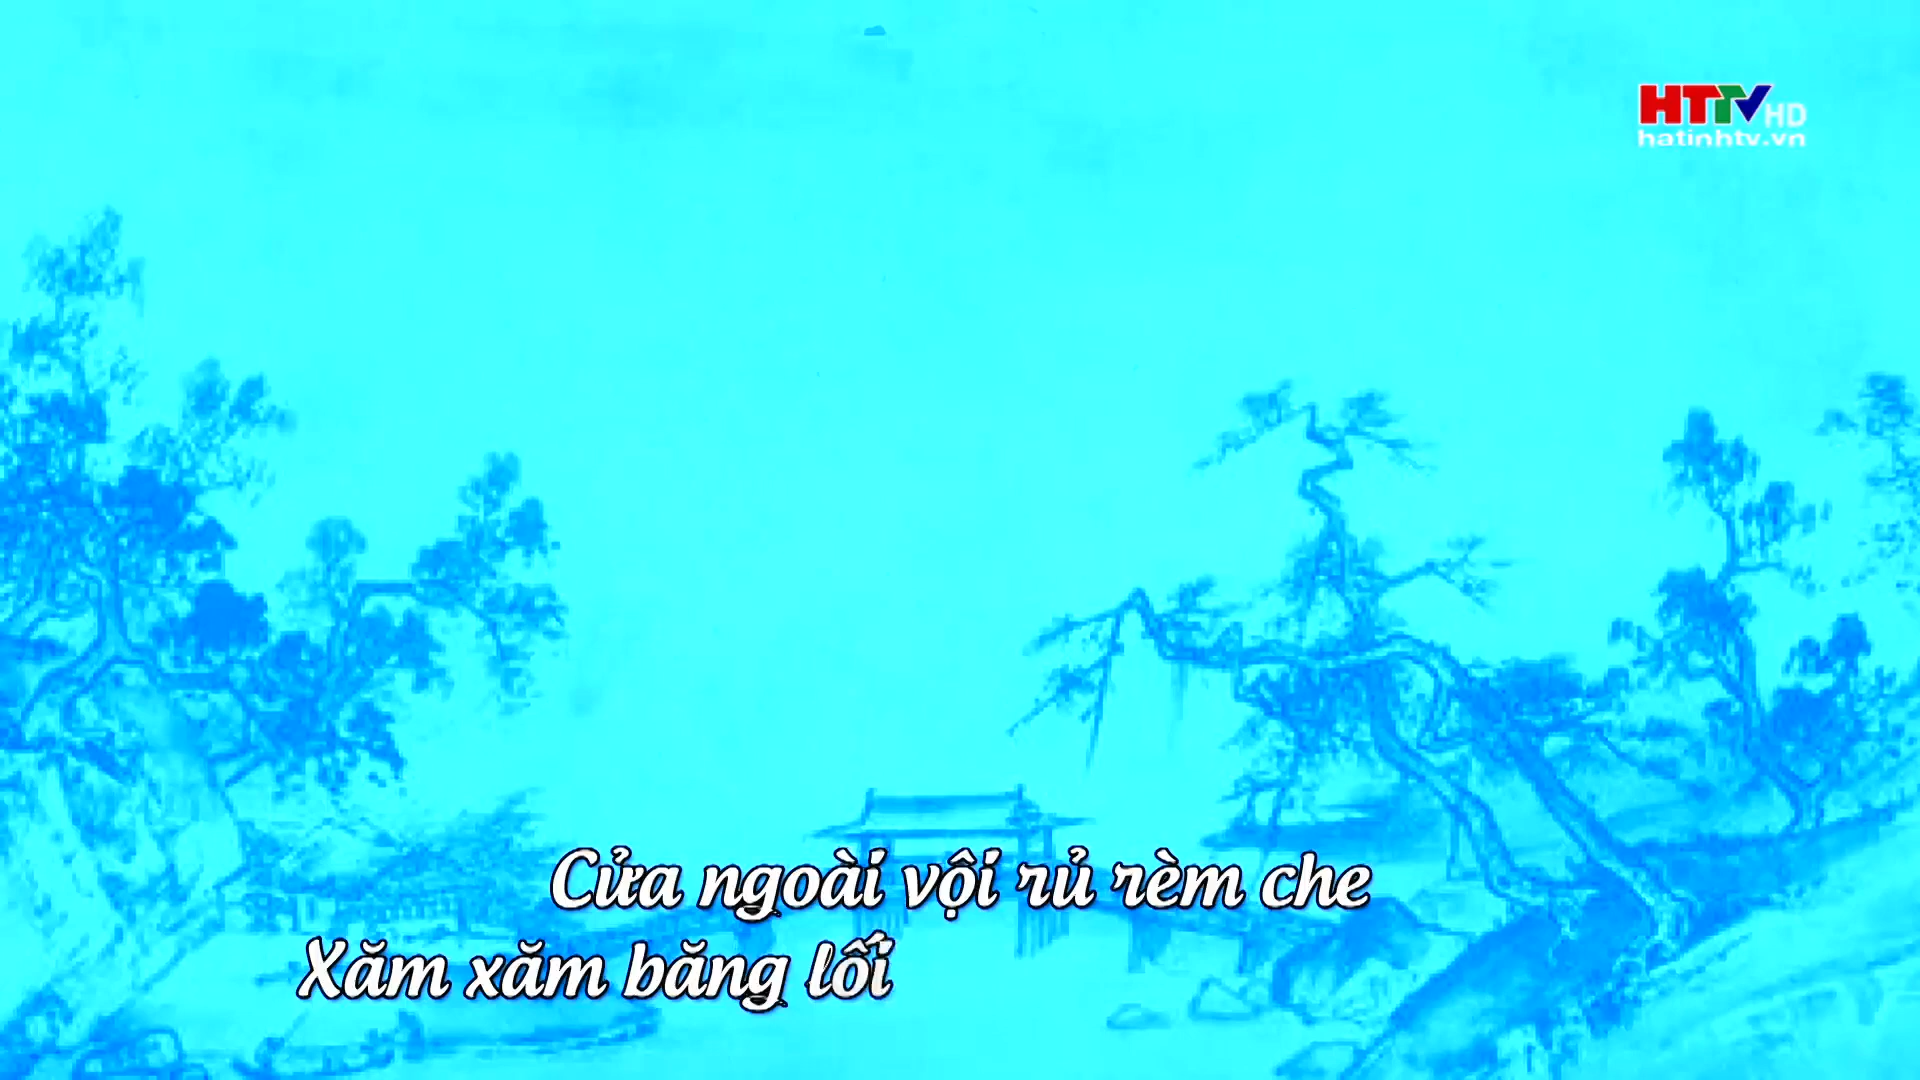 HTTV HD
hatinhtv.vn
Cửa ngoài vội rủ rèm che
Xăm xăm băng lối